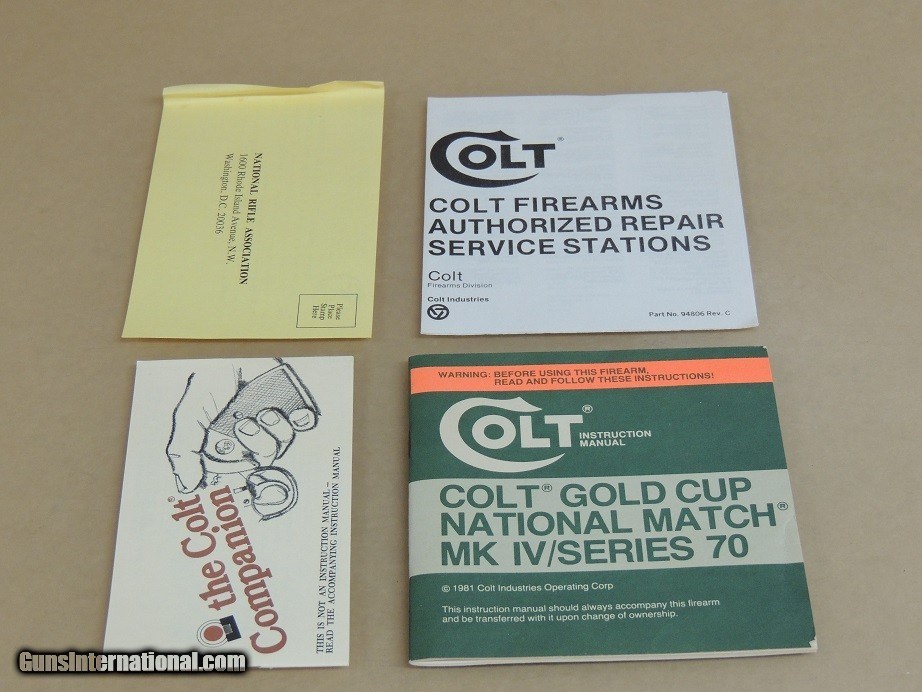 NATIONAL RIFLE ASSOCIATION
1600 Rhode Island Avenue, N.W.
Washington, D.C. 20036
Please
Place
Stamp
Here
COLT®
COLT FIREARMS
AUTHORIZED REPAIR
SERVICE STATIONS
Colt
Firearms Division
Colt Industries
Part No. 94806 Rev. C
the Colt®
Companion
THIS IS NOT AN INSTRUCTION MANUAL –
READ THE ACCOMPANYING INSTRUCTION MANUAL
WARNING: BEFORE USING THIS FIREARM,
READ AND FOLLOW THESE INSTRUCTIONS!
COLT®
INSTRUCTION
MANUAL
COLT® GOLD CUP
NATIONAL MATCH®
MK IV/SERIES 70
© 1981 Colt Industries Operating Corp
This instruction manual should always accompany this firearm
and be transferred with it upon change of ownership.
GunsInternational.com